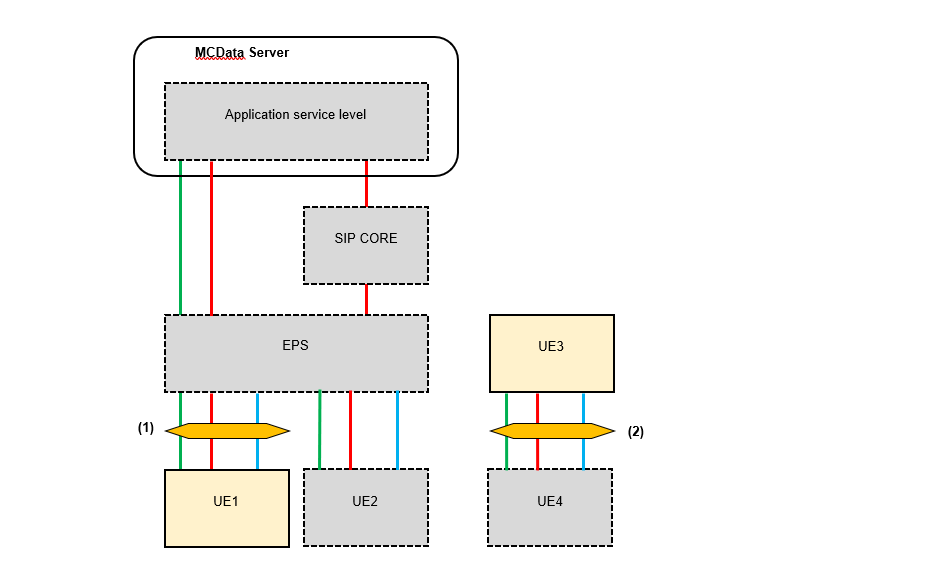 MCData Server
Application service level
SIP CORE
EPS
UE3
(1)
(2)
UE1
UE2
UE4